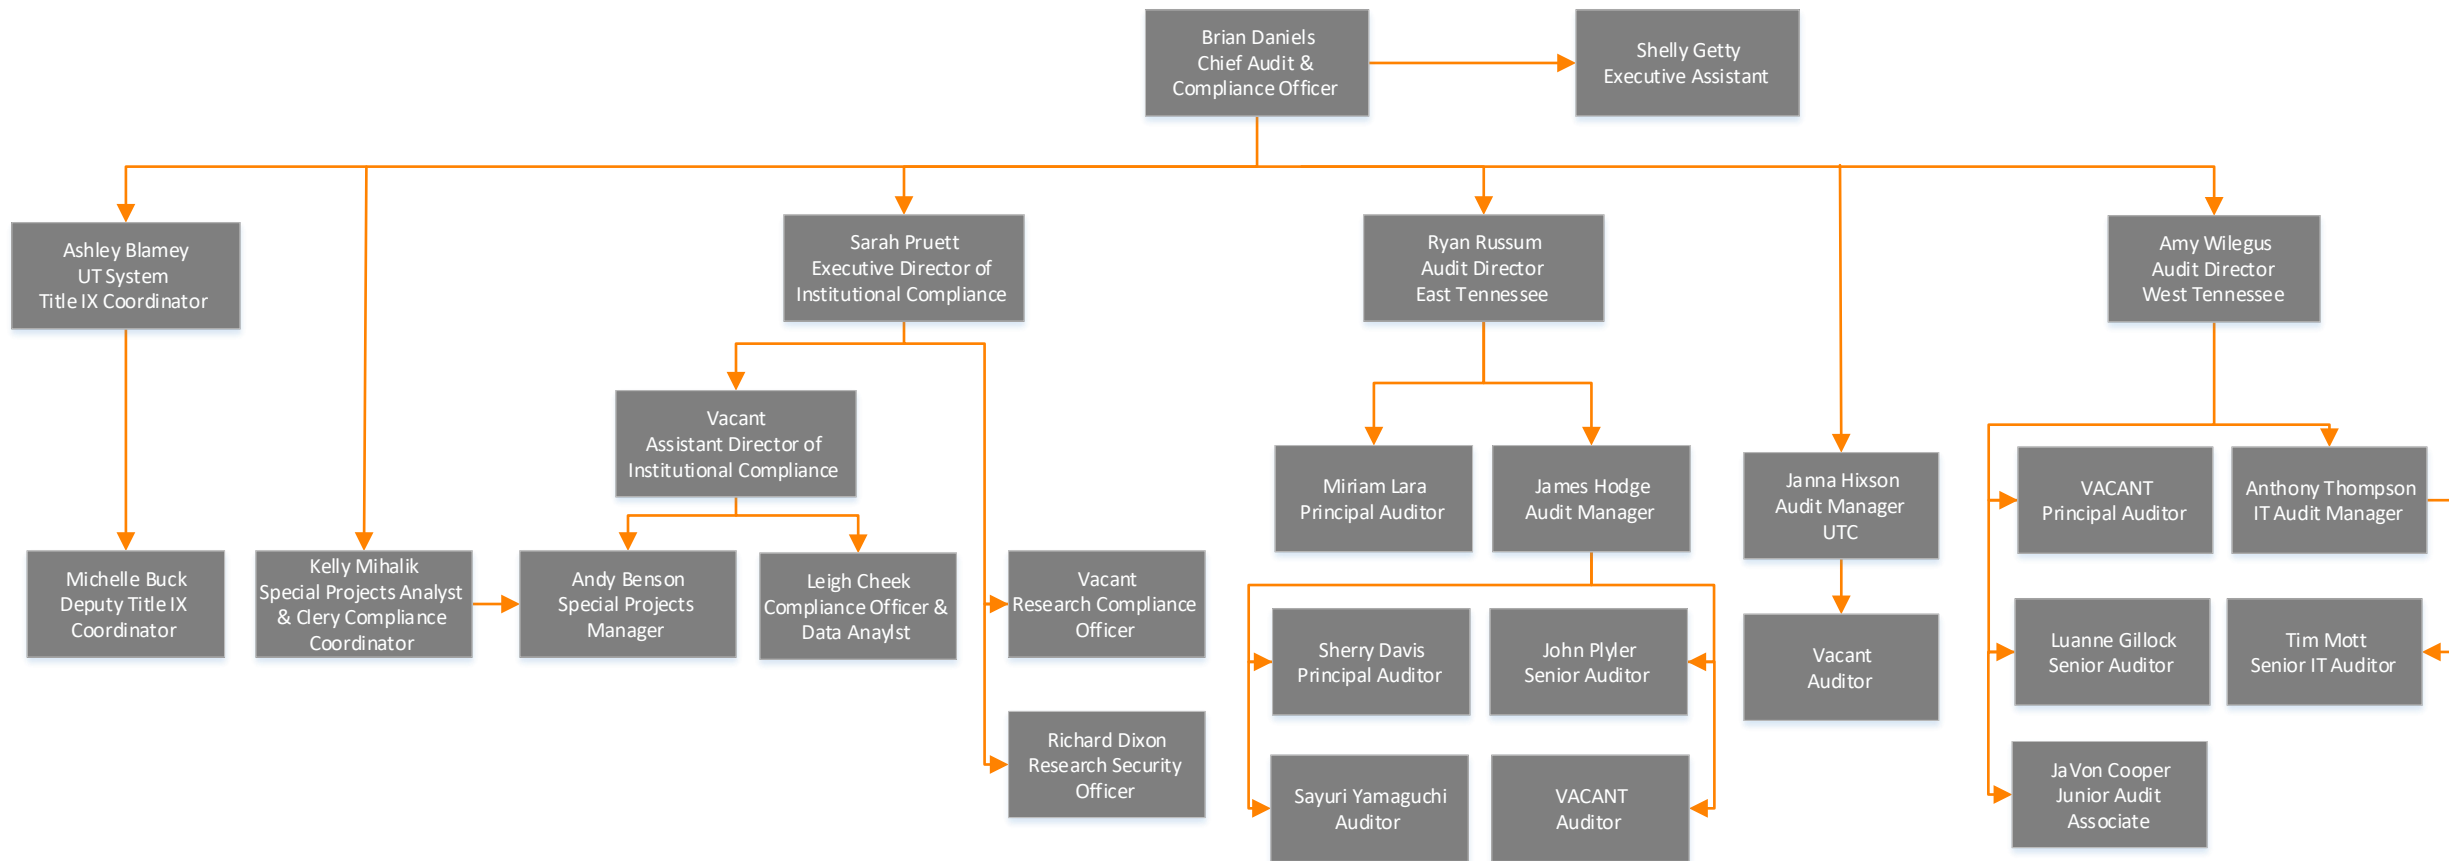 Brian Daniels
Chief Audit &
Compliance Officer
Shelly Getty
Executive Assistant
Ashley Blamey
UT System
Title IX Coordinator
Sarah Pruett
Executive Director of
Institutional Compliance
Ryan Russum
Audit Director
East Tennessee
Amy Wilegus
Audit Director
West Tennessee
Vacant
Assistant Director of
Institutional Compliance
Miriam Lara
Principal Auditor
James Hodge
Audit Manager
Janna Hixson
Audit Manager
UTC
VACANT
Principal Auditor
Anthony Thompson
IT Audit Manager
Michelle Buck
Deputy Title IX
Coordinator
Kelly Mihalik
Special Projects Analyst
& Clery Compliance
Coordinator
Andy Benson
Special Projects
Manager
Leigh Cheek
Compliance Officer &
Data Anaylst
Vacant
Research Compliance
Officer
Sherry Davis
Principal Auditor
John Plyler
Senior Auditor
Vacant
Auditor
Luanne Gillock
Senior Auditor
Tim Mott
Senior IT Auditor
Richard Dixon
Research Security
Officer
Sayuri Yamaguchi
Auditor
VACANT
Auditor
JaVon Cooper
Junior Audit
Associate